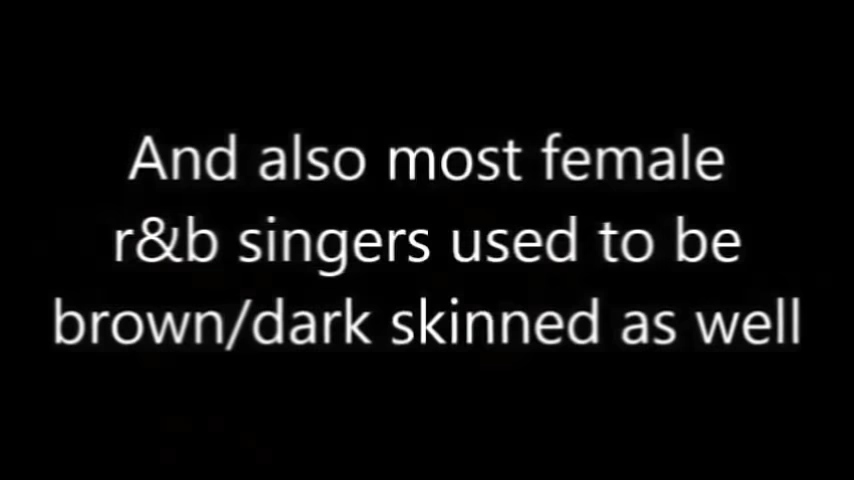 And also most female
r&b singers used to be
brown/dark skinned as well